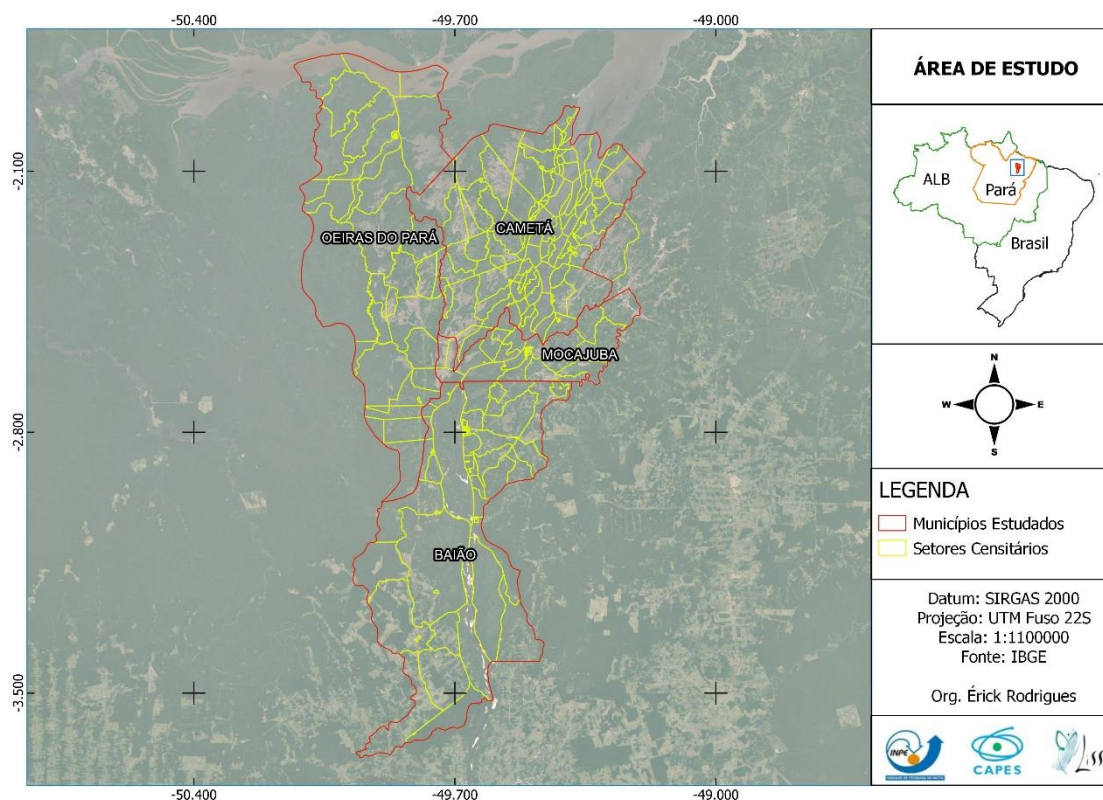 -50.400 -49.700 -49.000
ÁREA DE ESTUDO
-2.100
ALB
Pará
Brasil
OEIRAS DO PARÁ
CAMETÁ
MOCAJUBA
N
W E
S
-2.800
LEGENDA
Municípios Estudados
Setores Censitários
BAIÃO
Datum: SIRGAS 2000
Projeção: UTM Fuso 22S
Escala: 1:1100000
Fonte: IBGE
-3.500
Org. Érick Rodrigues
INPE
CAPES
-50.400 -49.700 -49.000